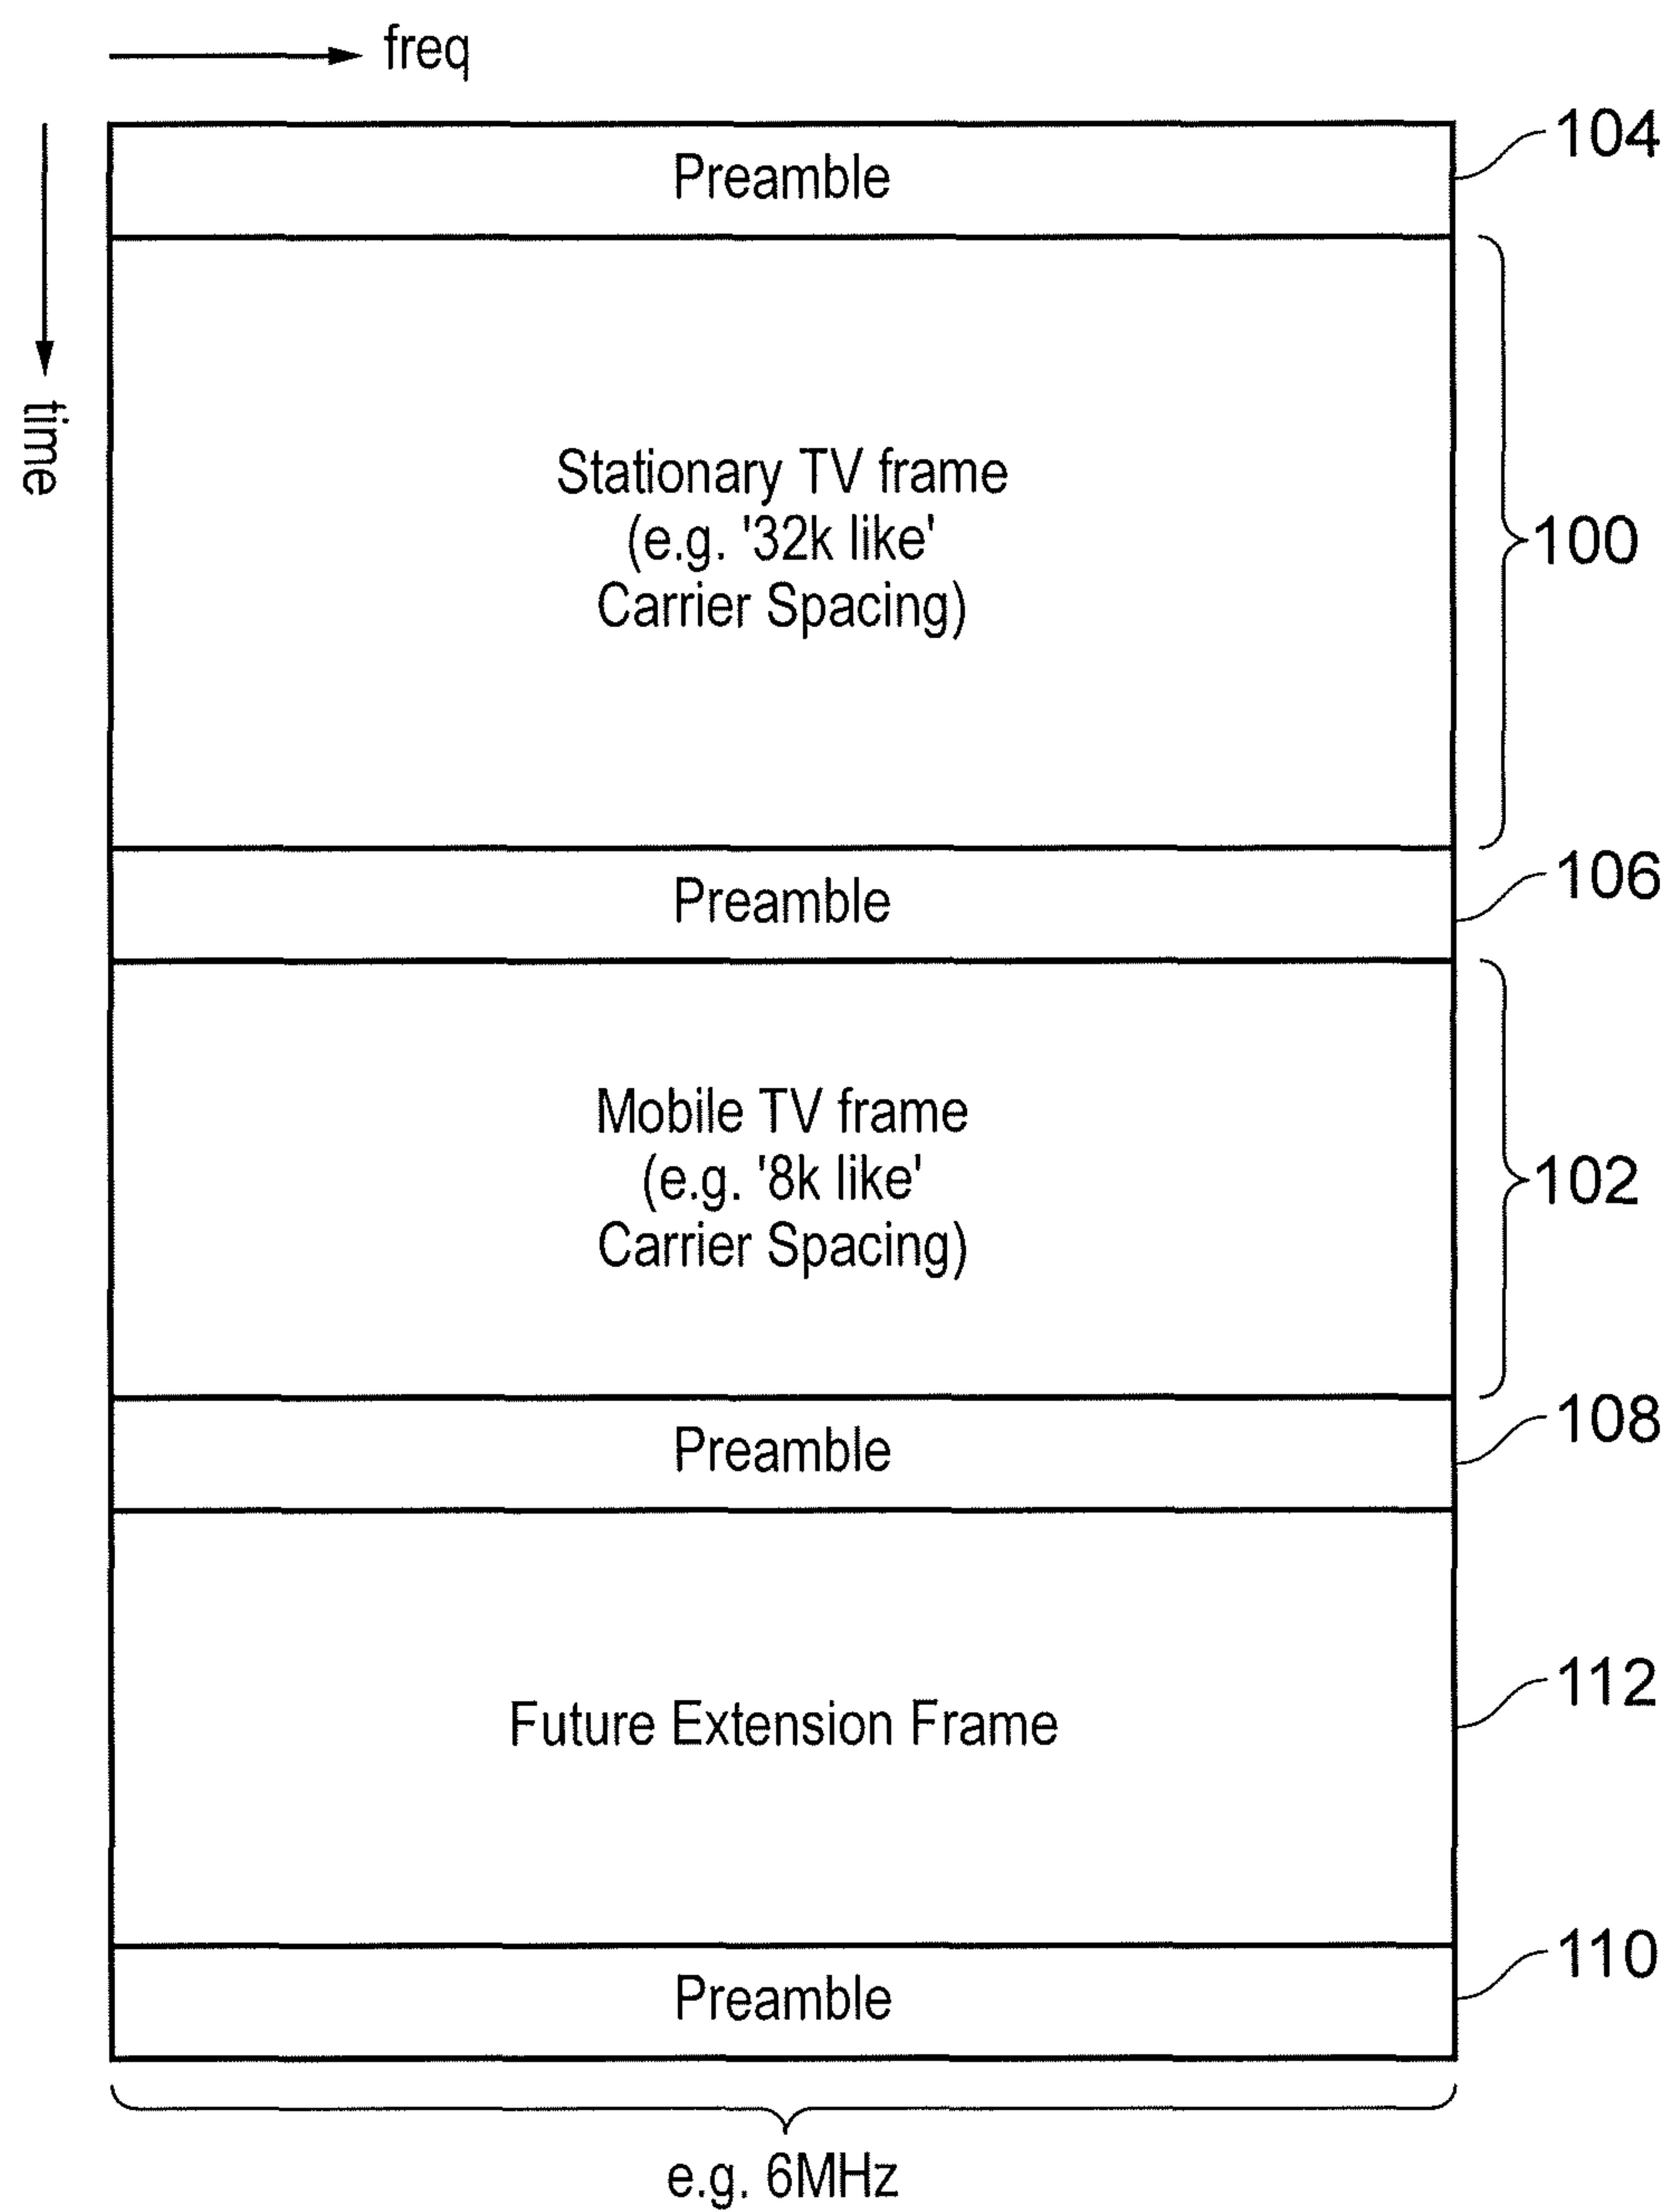 freq
time
Preamble
104
Stationary TV frame
(e.g. '32k like'
Carrier Spacing)
100
Preamble
106
Mobile TV frame
(e.g. '8k like'
Carrier Spacing)
102
Preamble
108
Future Extension Frame
112
Preamble
110
e.g. 6MHz